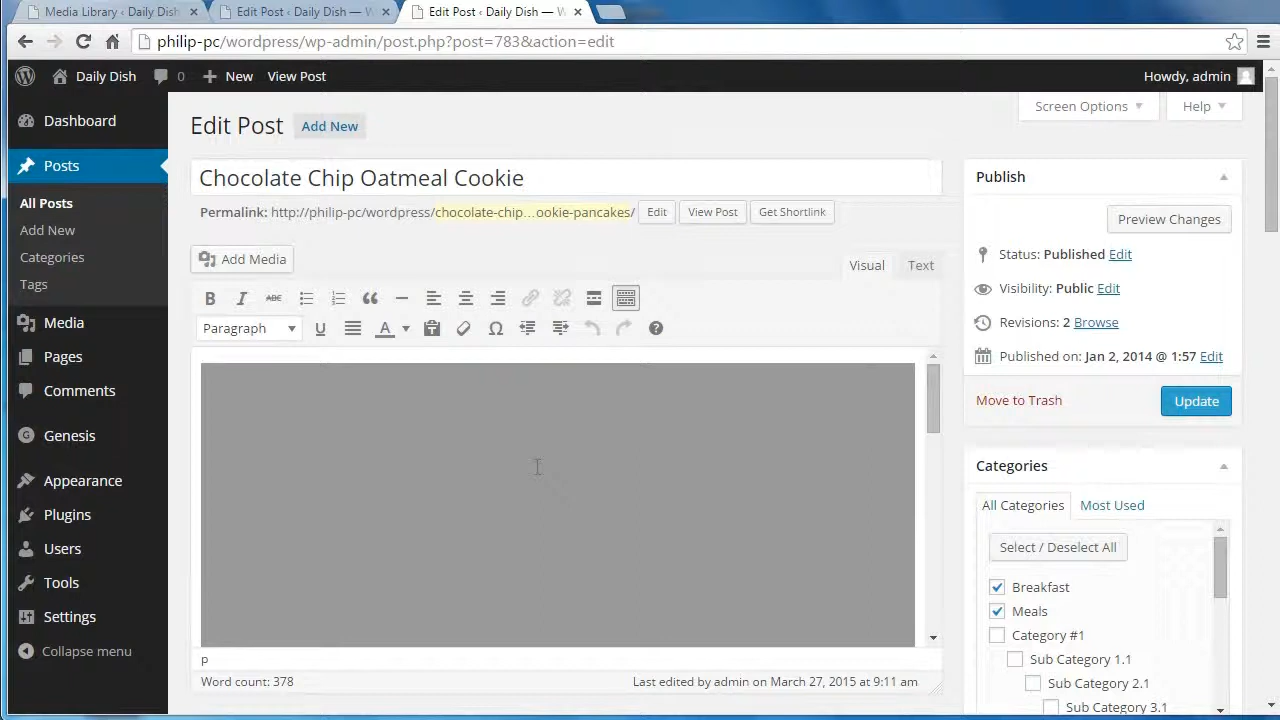 Media Library ‹ Daily Dish
Edit Post ‹ Daily Dish — W
Edit Post ‹ Daily Dish — W
philip-pc/wordpress/wp-admin/post.php?post=783&action=edit
Daily Dish 0 New View Post Howdy, admin
Screen Options Help
Dashboard
Posts
All Posts
Add New
Categories
Tags
Media
Pages
Comments
Genesis
Appearance
Plugins
Users
Tools
Settings
Collapse menu
Edit Post Add New
Chocolate Chip Oatmeal Cookie
Permalink: http://philip-pc/wordpress/chocolate-chip...ookie-pancakes/ Edit View Post Get Shortlink
Add Media
Visual Text
B I ABC
Paragraph U A Ω ?
p
Word count: 378 Last edited by admin on March 27, 2015 at 9:11 am
Publish
Preview Changes
Status: Published Edit
Visibility: Public Edit
Revisions: 2 Browse
Published on: Jan 2, 2014 @ 1:57 Edit
Move to Trash Update
Categories
All Categories Most Used
Select / Deselect All
Breakfast
Meals
Category #1
Sub Category 1.1
Sub Category 2.1
Sub Category 3.1